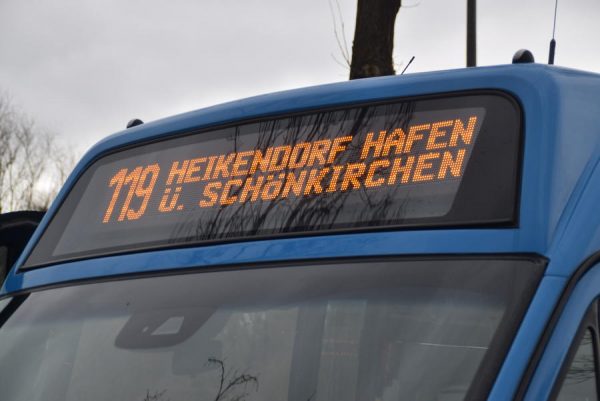 119 HEIKENDORF HAFEN
Ü. SCHÖNKIRCHEN